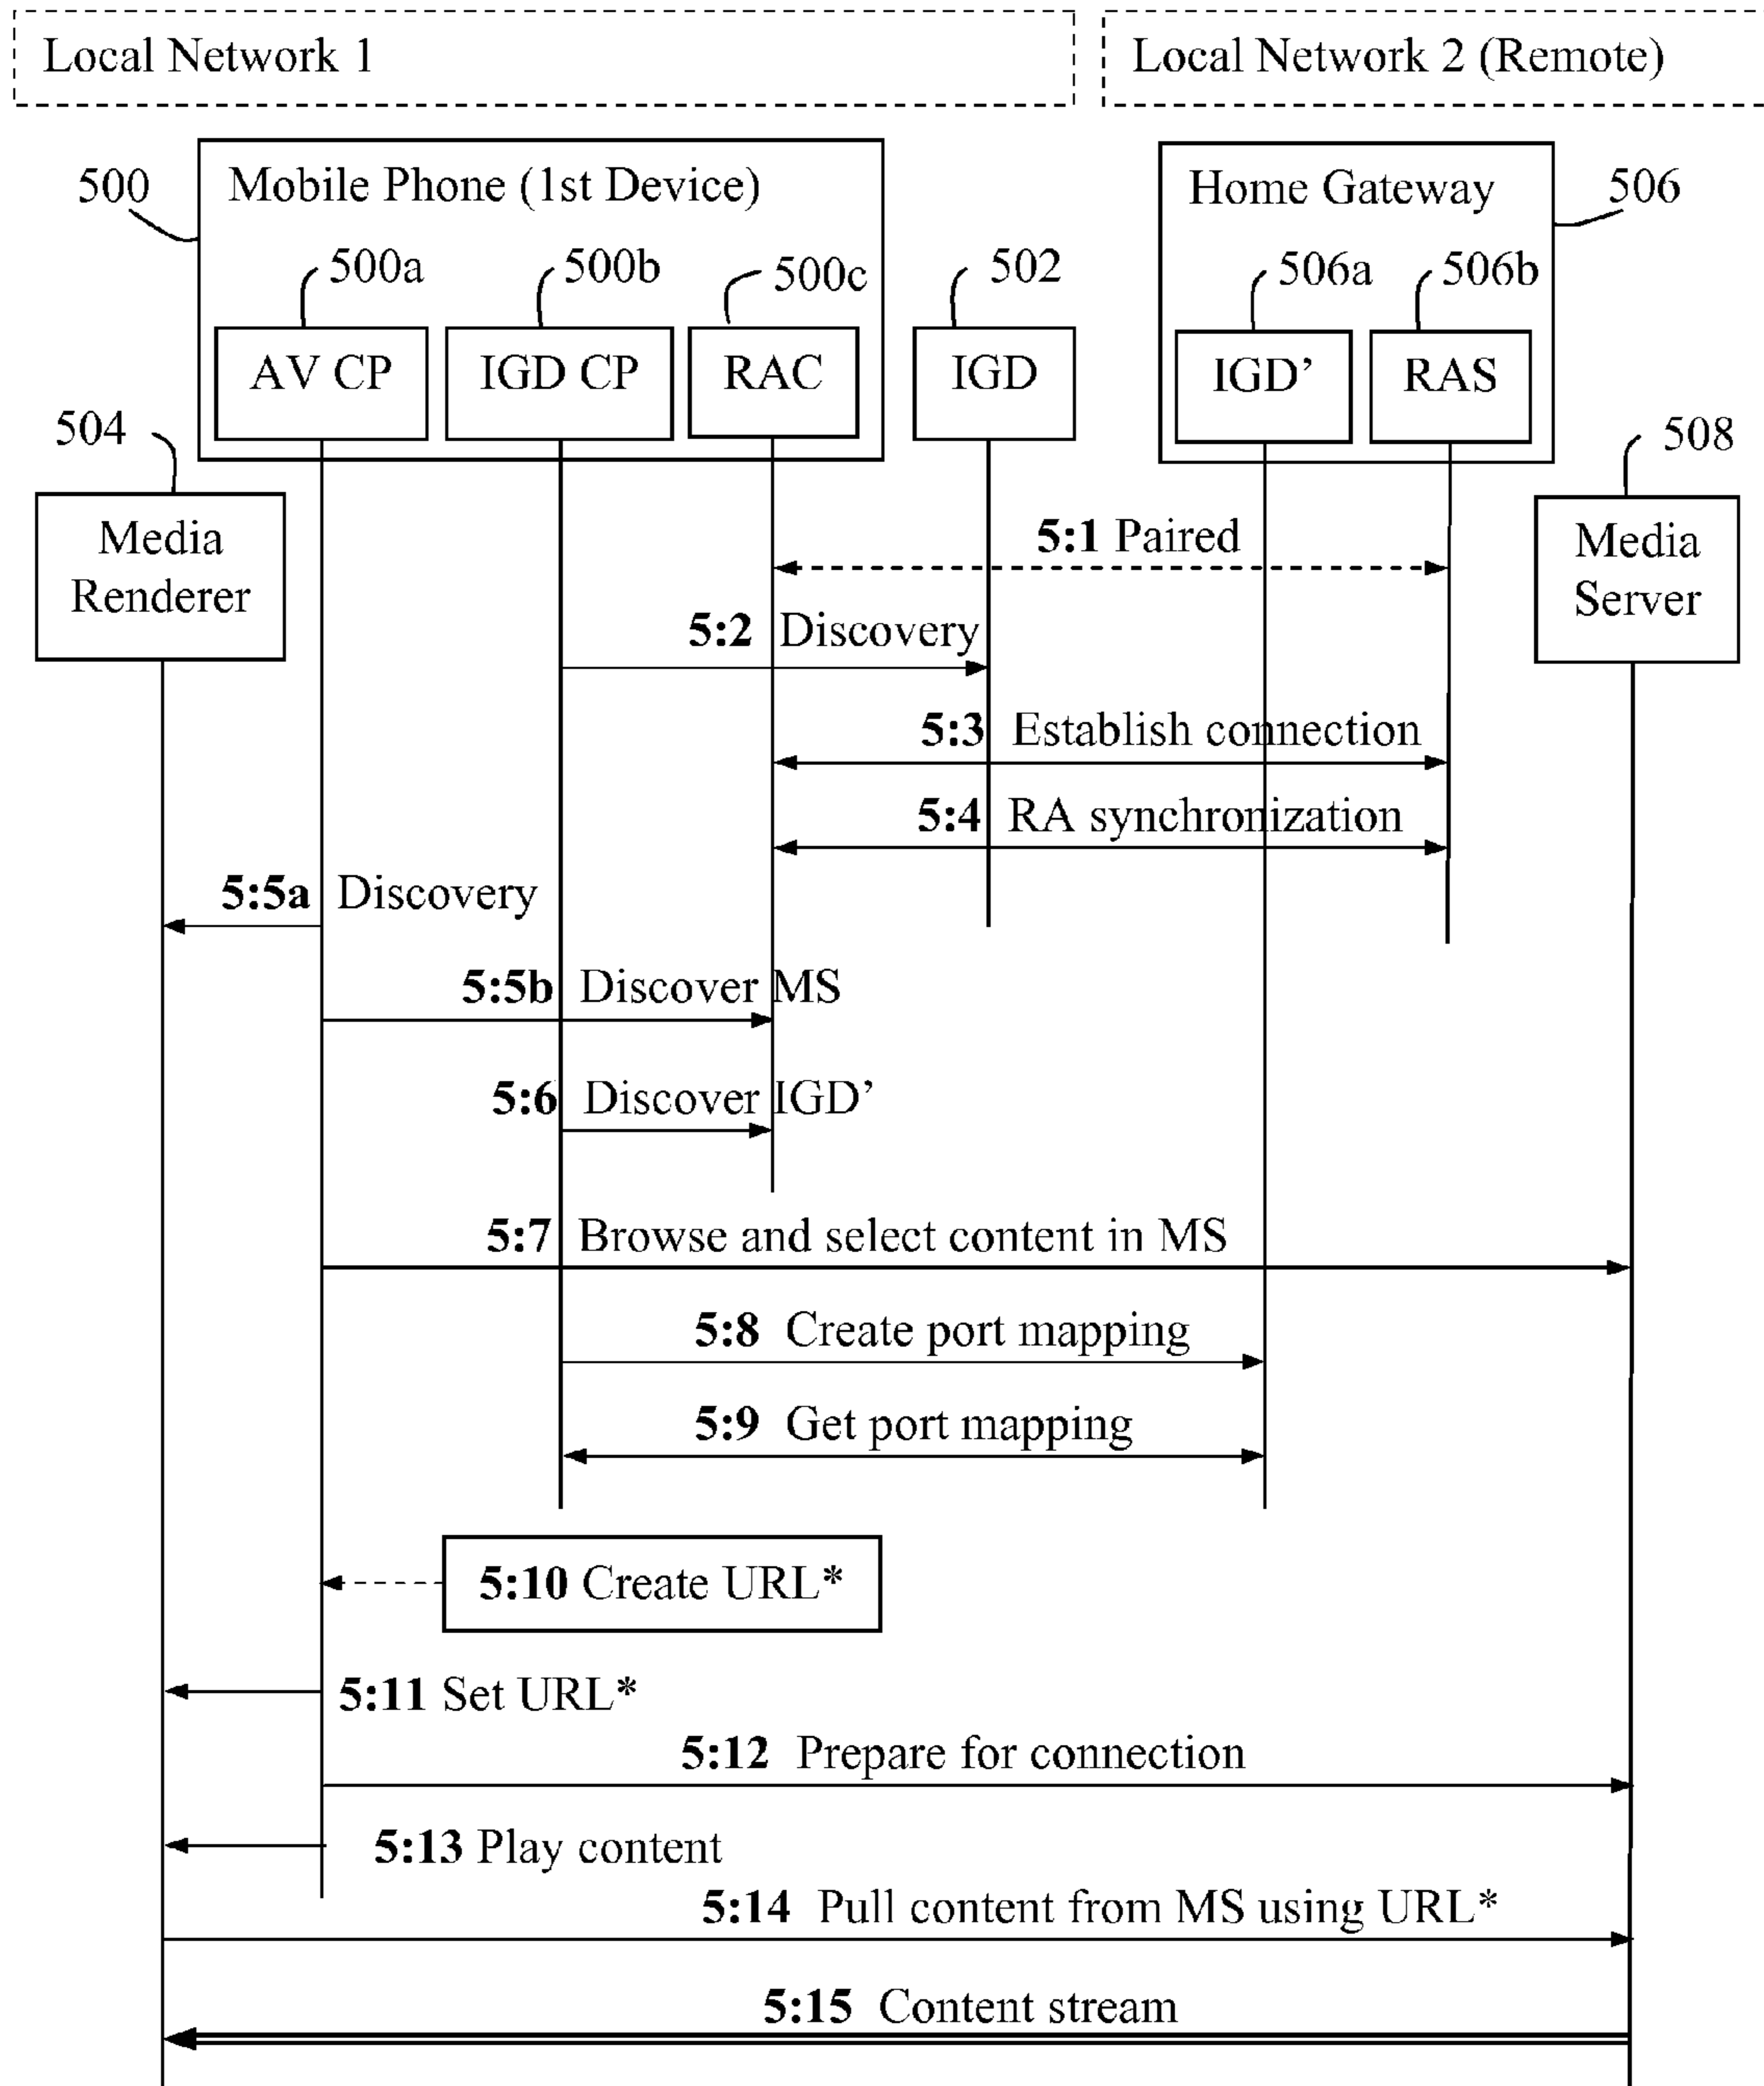 Local Network 1
Local Network 2 (Remote)
500
Mobile Phone (1st Device)
Home Gateway
506
500a
500b
500c
502
506a
506b
AV CP
IGD CP
RAC
IGD
IGD’
RAS
504
508
Media
Renderer
Media
Server
5:1 Paired
5:2 Discovery
5:3 Establish connection
5:4 RA synchronization
5:5a Discovery
5:5b Discover MS
5:6 Discover IGD’
5:7 Browse and select content in MS
5:8 Create port mapping
5:9 Get port mapping
5:10 Create URL*
5:11 Set URL*
5:12 Prepare for connection
5:13 Play content
5:14 Pull content from MS using URL*
5:15 Content stream